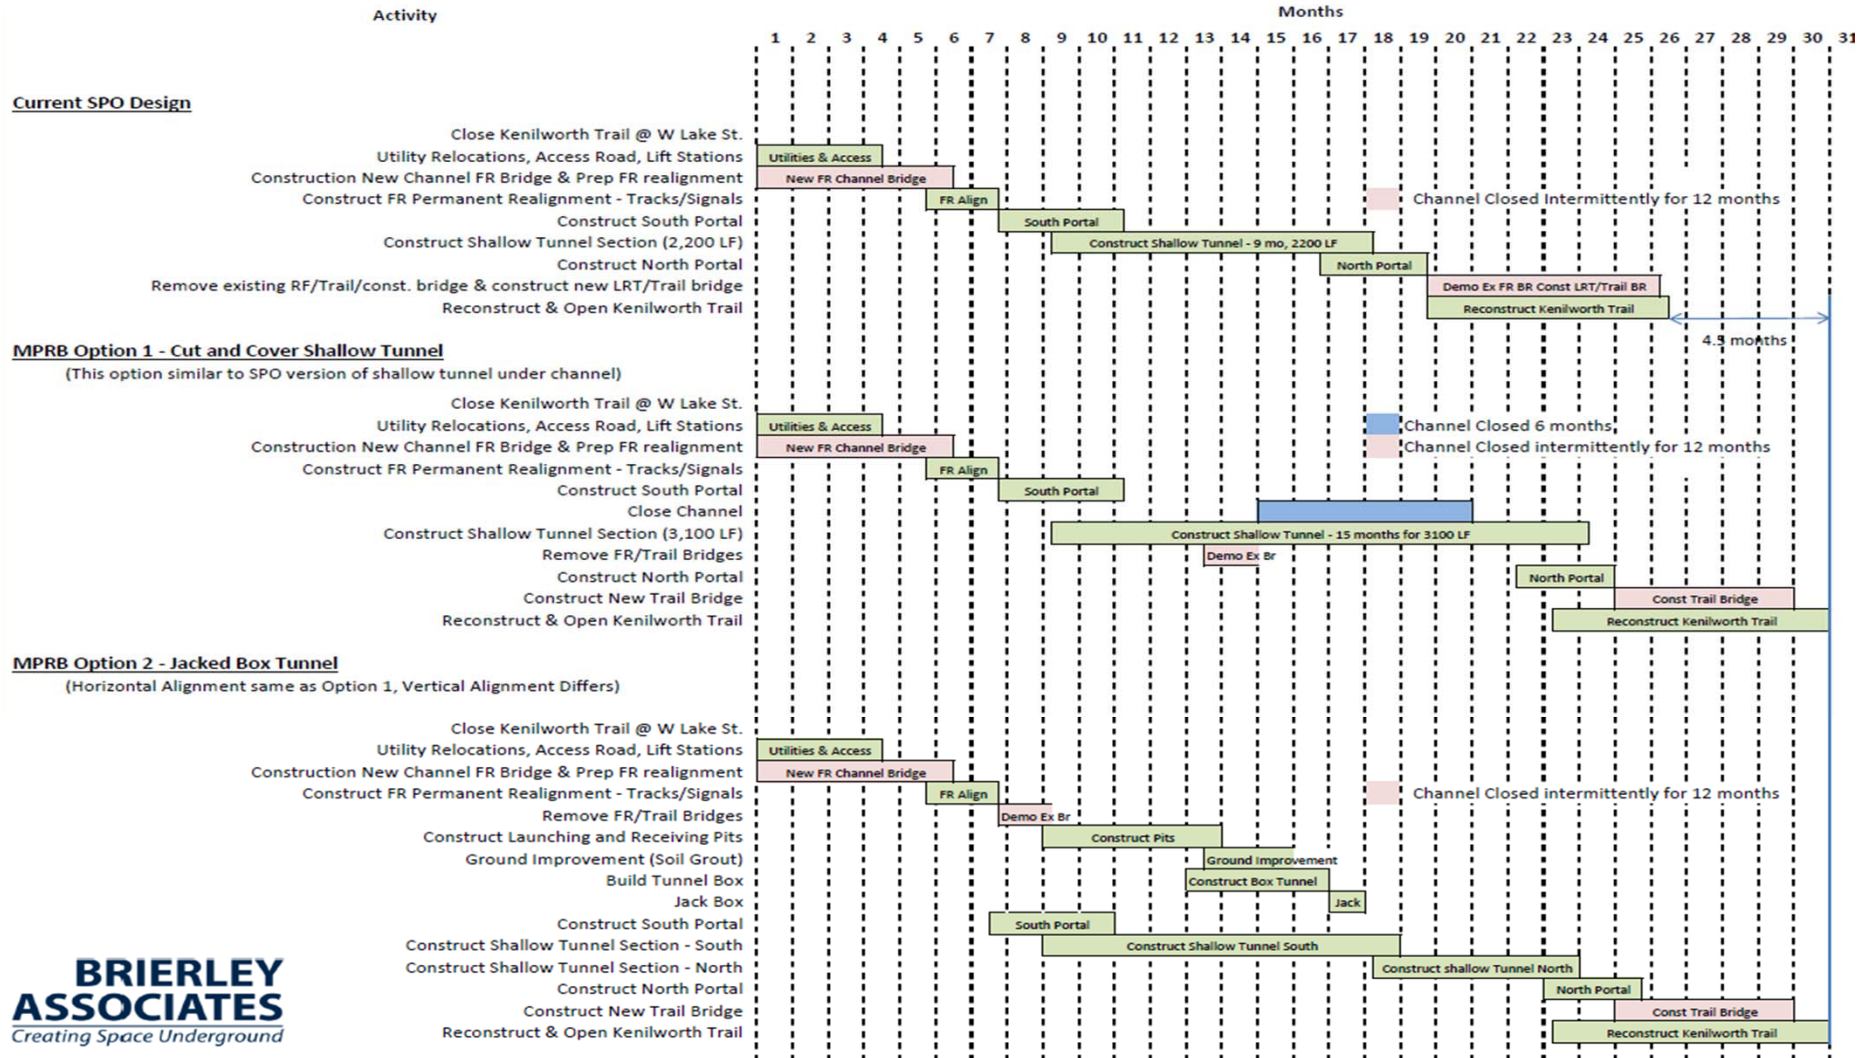 Activity
Months
1 2 3 4 5 6 7 8 9 10 11 12 13 14 15 16 17 18 19 20 21 22 23 24 25 26 27 28 29 30 31
Current SPO Design
Close Kenilworth Trail @ W Lake St.
Utility Relocations, Access Road, Lift Stations Utilities & Access
Construction New Channel FR Bridge & Prep FR realignment New FR Channel Bridge
Construct FR Permanent Realignment - Tracks/Signals FR Align Channel Closed Intermittently for 12 months
Construct South Portal South Portal
Construct Shallow Tunnel Section (2,200 LF) Construct Shallow Tunnel - 9 mo, 2200 LF
Construct North Portal North Portal
Remove existing RF/Trail/const. bridge & construct new LRT/Trail bridge Demo Ex FR BR Const LRT/Trail BR
Reconstruct & Open Kenilworth Trail Reconstruct Kenilworth Trail
4.5 months
MPRB Option 1 - Cut and Cover Shallow Tunnel
(This option similar to SPO version of shallow tunnel under channel)
Close Kenilworth Trail @ W Lake St.
Utility Relocations, Access Road, Lift Stations Utilities & Access Channel Closed 6 months
Construction New Channel FR Bridge & Prep FR realignment New FR Channel Bridge Channel Closed intermittently for 12 months
Construct FR Permanent Realignment - Tracks/Signals FR Align
Construct South Portal South Portal
Close Channel
Construct Shallow Tunnel Section (3,100 LF) Construct Shallow Tunnel - 15 months for 3100 LF
Remove FR/Trail Bridges Demo Ex Br
Construct North Portal North Portal
Construct New Trail Bridge Const Trail Bridge
Reconstruct & Open Kenilworth Trail Reconstruct Kenilworth Trail
MPRB Option 2 - Jacked Box Tunnel
(Horizontal Alignment same as Option 1, Vertical Alignment Differs)
Close Kenilworth Trail @ W Lake St.
Utility Relocations, Access Road, Lift Stations Utilities & Access
Construction New Channel FR Bridge & Prep FR realignment New FR Channel Bridge
Construct FR Permanent Realignment - Tracks/Signals FR Align Channel Closed intermittently for 12 months
Remove FR/Trail Bridges Demo Ex Br
Construct Launching and Receiving Pits Construct Pits
Ground Improvement (Soil Grout) Ground Improvement
Build Tunnel Box Construct Box Tunnel
Jack Box Jack
Construct South Portal South Portal
Construct Shallow Tunnel Section - South Construct Shallow Tunnel South
Construct Shallow Tunnel Section - North Construct shallow Tunnel North
Construct North Portal North Portal
Construct New Trail Bridge Const Trail Bridge
Reconstruct & Open Kenilworth Trail Reconstruct Kenilworth Trail
BRIERLEY
ASSOCIATES
Creating Space Underground